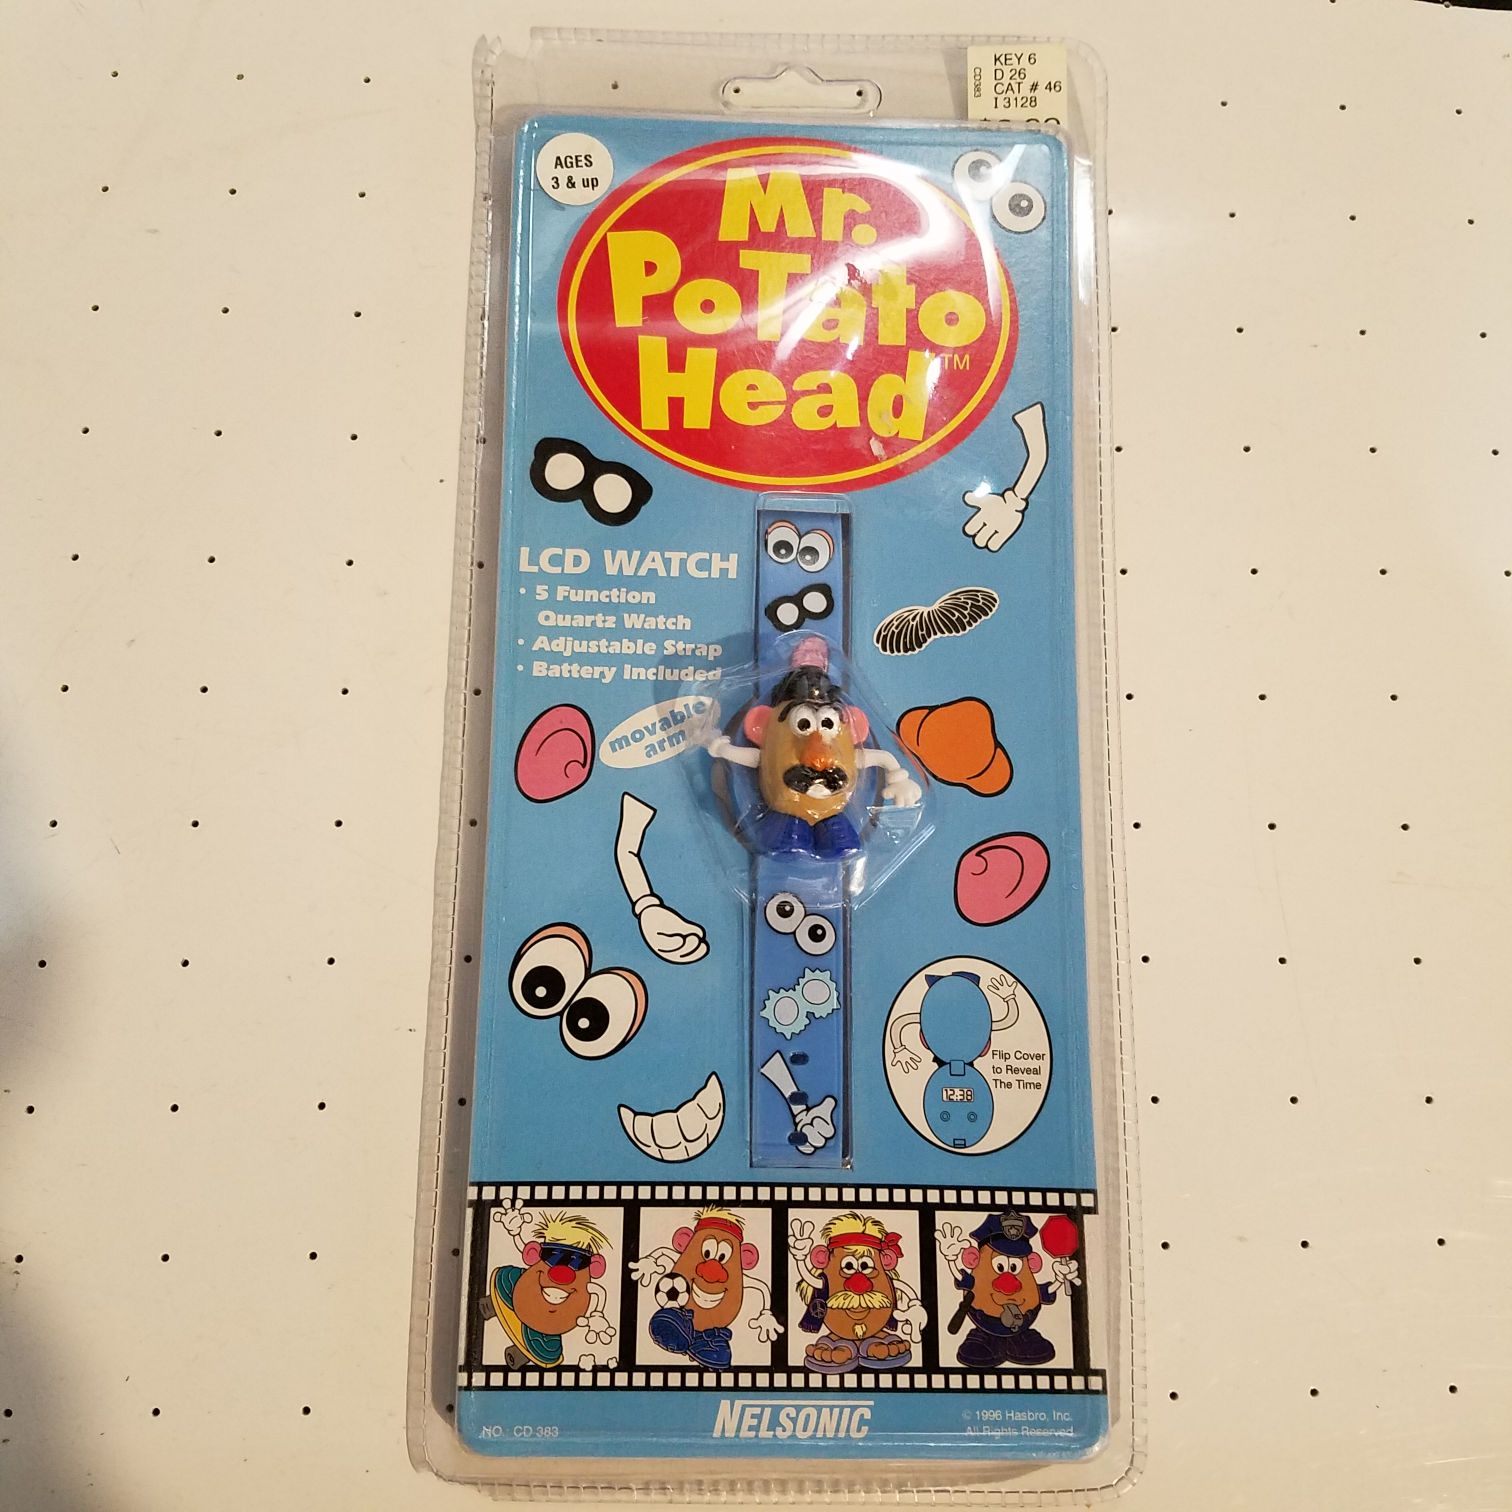 KEY 6
D 26
CAT # 46
I 3128
CD383
AGES
3 & up
Mr.
PoTato
Head™
LCD WATCH
• 5 Function
Quartz Watch
• Adjustable Strap
• Battery Included
movable
arm
Flip Cover
to Reveal
The Time
12:38
NELSONIC
NO.: CD 383
© 1996 Hasbro, Inc.
All Rights Reserved